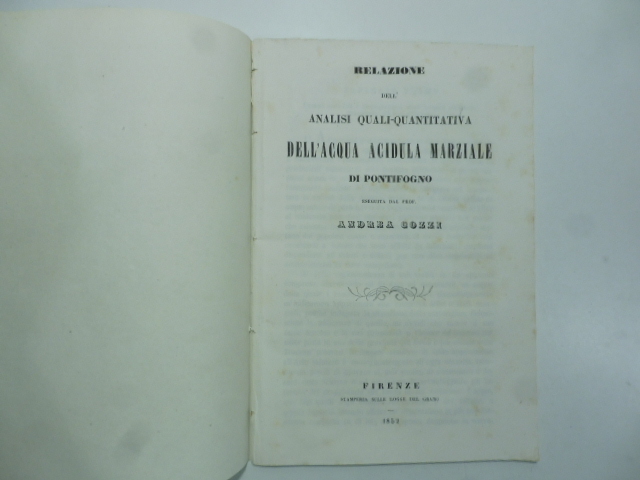 RELAZIONE
DELL'
ANALISI QUALI-QUANTITATIVA
DELL'ACQUA ACIDULA MARZIALE
DI PONTIFOGNO
ESEGUITA DAL PROF.
ANDREA COZZI
FIRENZE
STAMPERIA SULLE LOGGE DEL GRANO